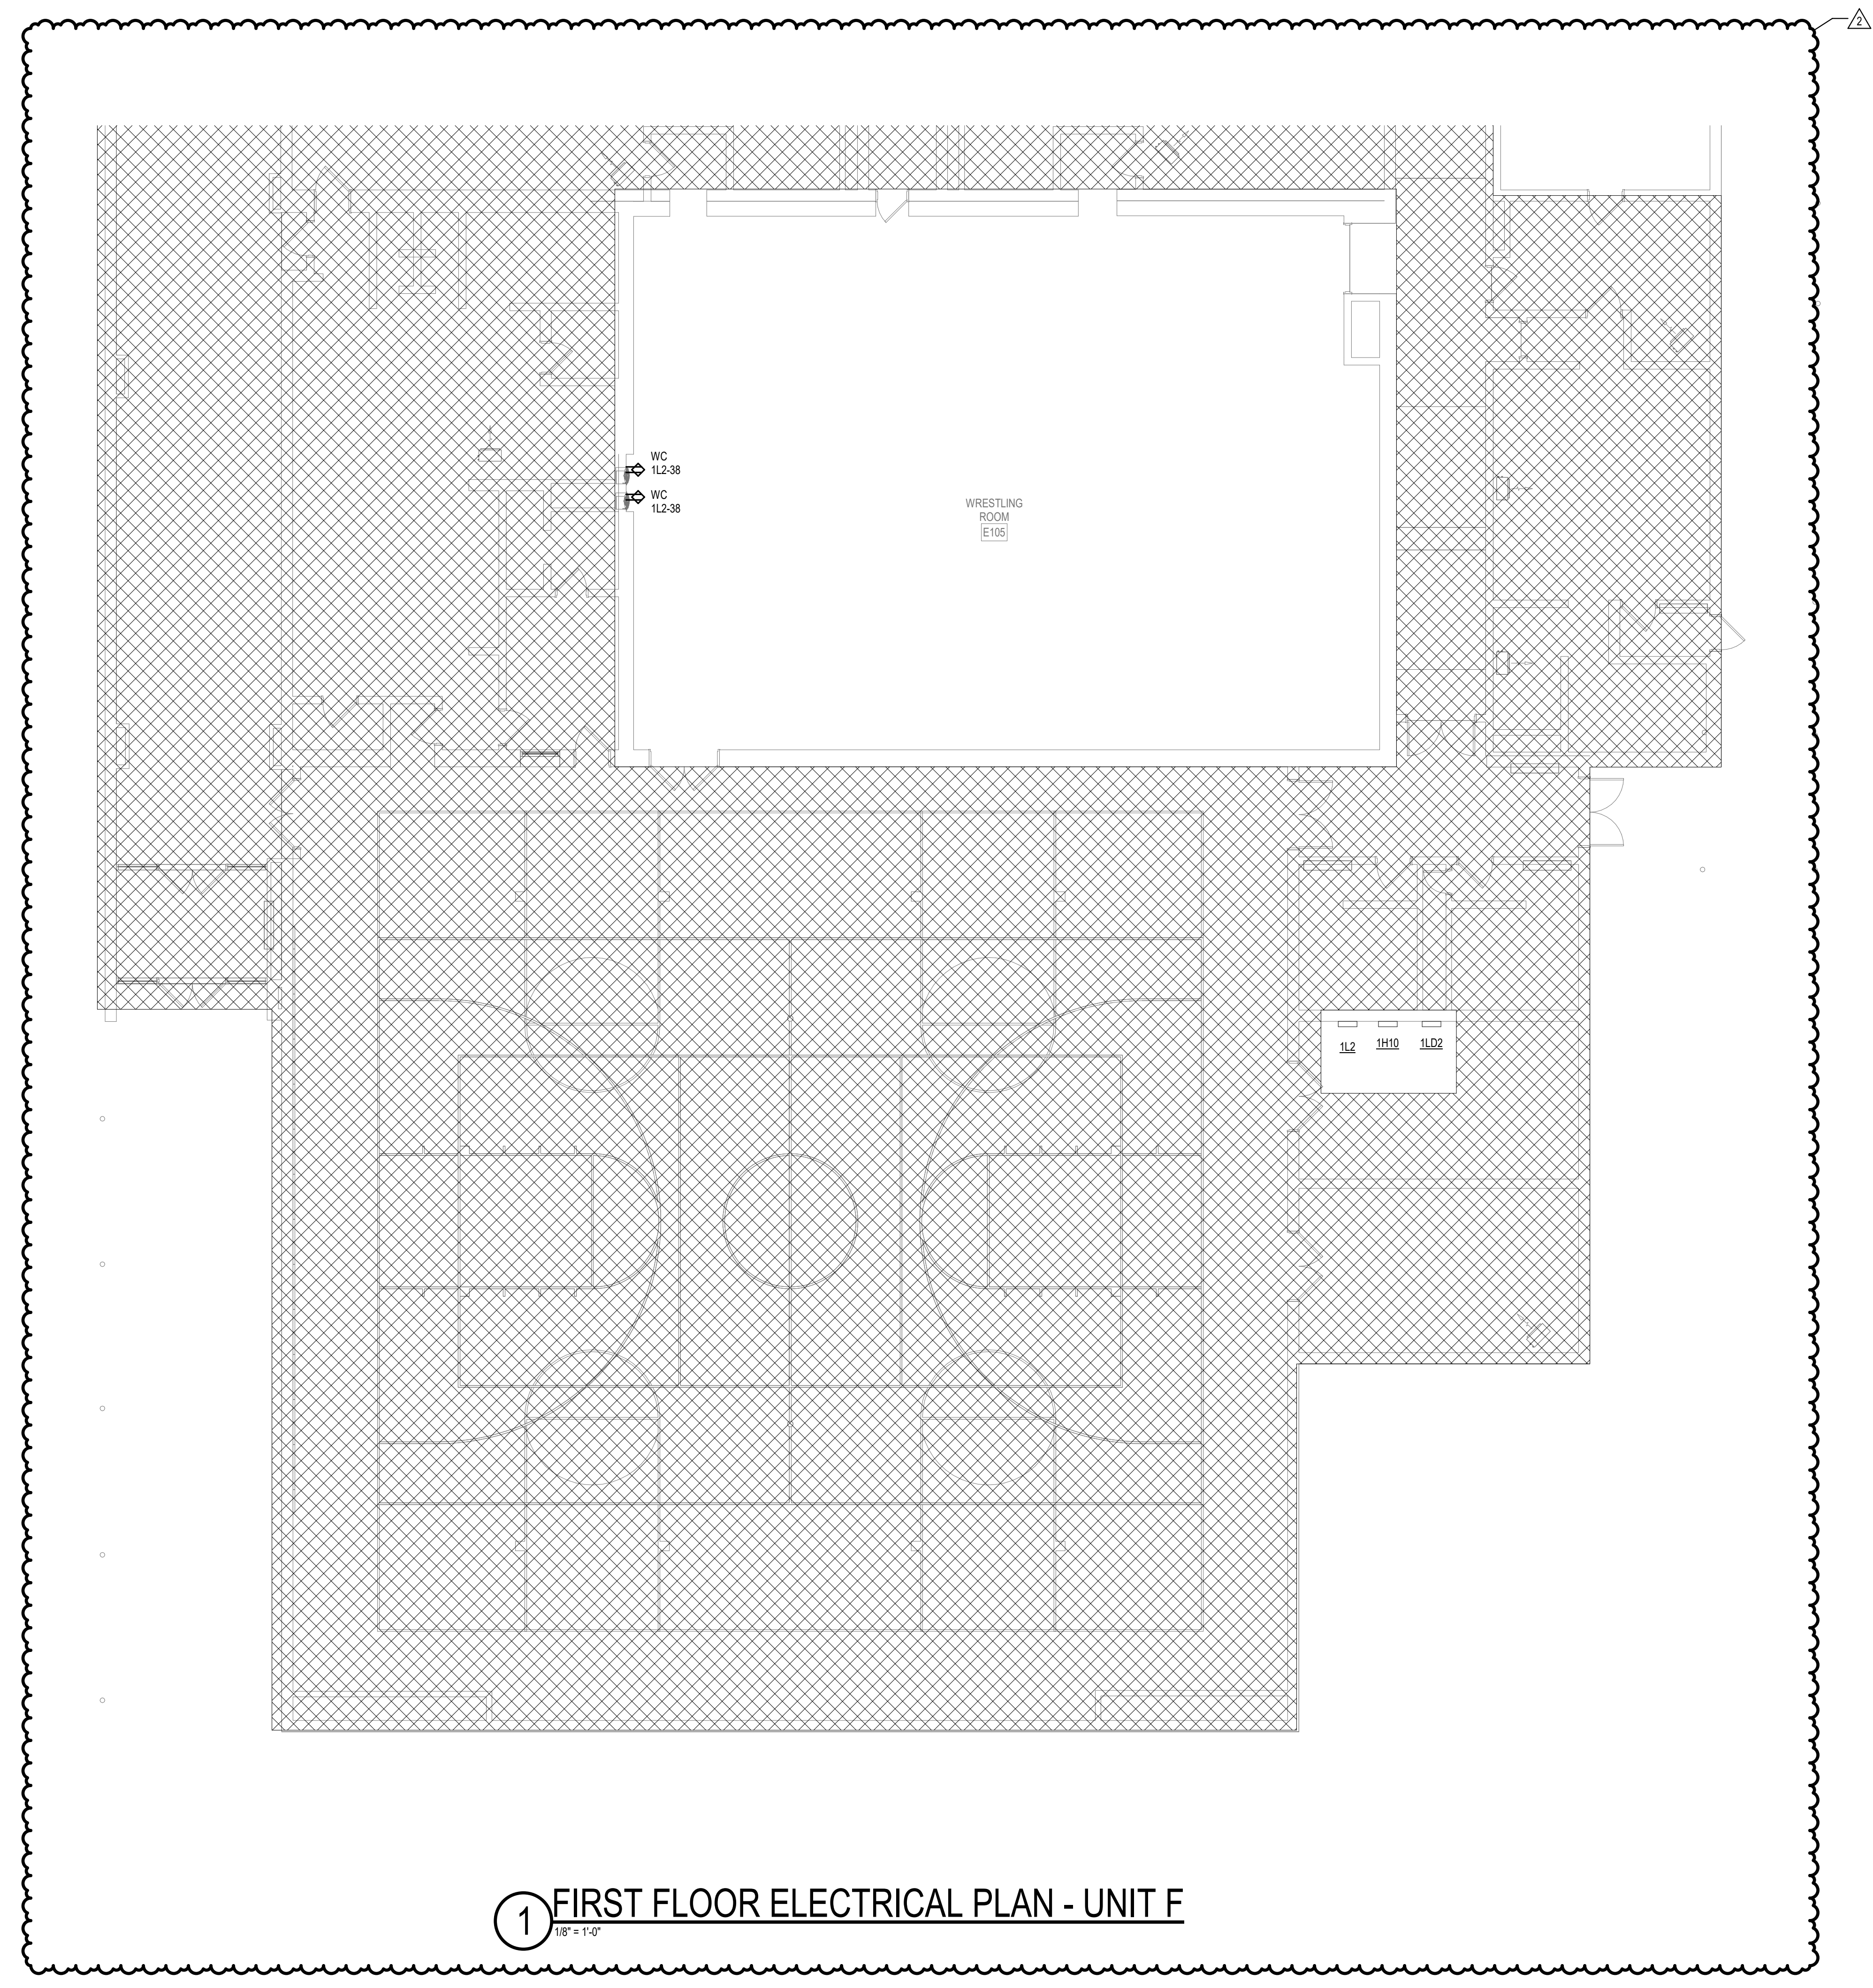 2
WC
1L2-38
WC
1L2-38
WRESTLING
ROOM
E105
1L2
1H10
1LD2
1
FIRST FLOOR ELECTRICAL PLAN - UNIT F
1/8" = 1'-0"